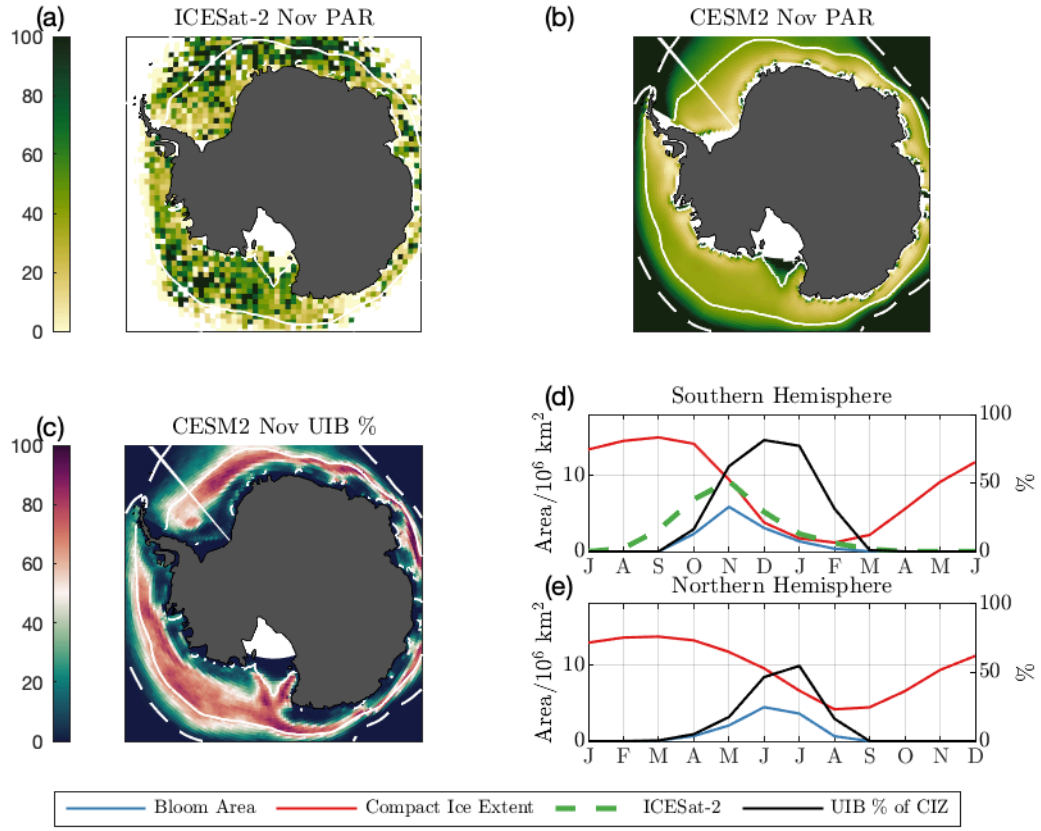 (a)
ICESat-2 Nov PAR
100
80
60
40
20
0
(b)
CESM2 Nov PAR
(c)
CESM2 Nov UIB %
100
80
60
40
20
0
(d)
Southern Hemisphere
Area/10⁶ km²
10
0
100
50
0
%
J A S O N D J F M A M J
(e)
Northern Hemisphere
Area/10⁶ km²
10
0
100
50
0
%
J F M A M J J A S O N D
Bloom Area Compact Ice Extent ICESat-2 UIB % of CIZ